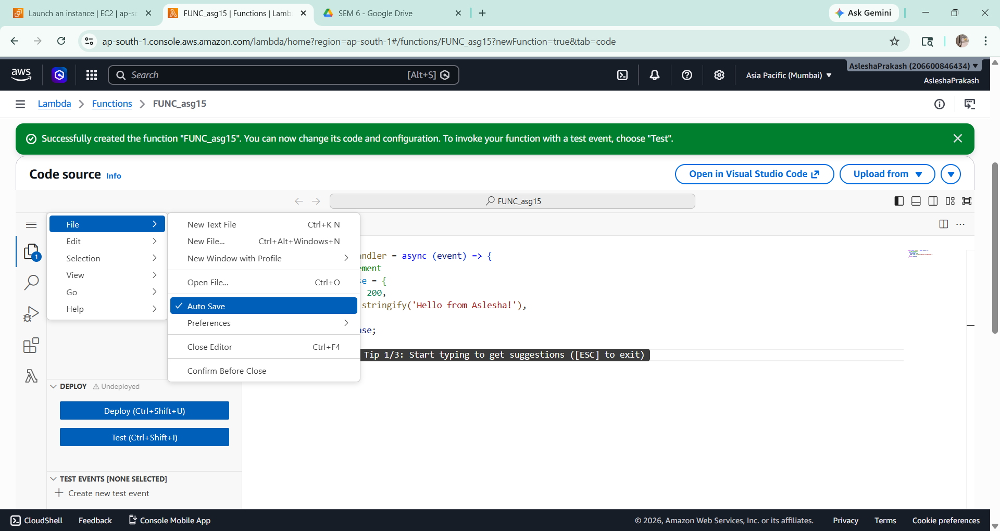 Launch an instance | EC2 | ap-so
FUNC_asg15 | Functions | Lamb
SEM 6 - Google Drive
Ask Gemini
ap-south-1.console.aws.amazon.com/lambda/home?region=ap-south-1#/functions/FUNC_asg15?newFunction=true&tab=code
aws
Search
[Alt+S]
Asia Pacific (Mumbai)
AsleshaPrakash (206600846434)
AsleshaPrakash
Lambda
Functions
FUNC_asg15
Successfully created the function "FUNC_asg15". You can now change its code and configuration. To invoke your function with a test event, choose "Test".
Code source Info
Open in Visual Studio Code
Upload from
FUNC_asg15
File
Edit
Selection
View
Go
Help
1
New Text File Ctrl+K N
New File... Ctrl+Alt+Windows+N
New Window with Profile
Open File... Ctrl+O
Auto Save
Preferences
Close Editor Ctrl+F4
Confirm Before Close
ndler = async (event) => {
ement
se = {
200,
stringify('Hello from Aslesha!'),
nse;
Tip 1/3: Start typing to get suggestions ([ESC] to exit)
DEPLOY Undeployed
Deploy (Ctrl+Shift+U)
Test (Ctrl+Shift+I)
TEST EVENTS [NONE SELECTED]
Create new test event
CloudShell
Feedback
Console Mobile App
© 2026, Amazon Web Services, Inc. or its affiliates.
Privacy
Terms
Cookie preferences